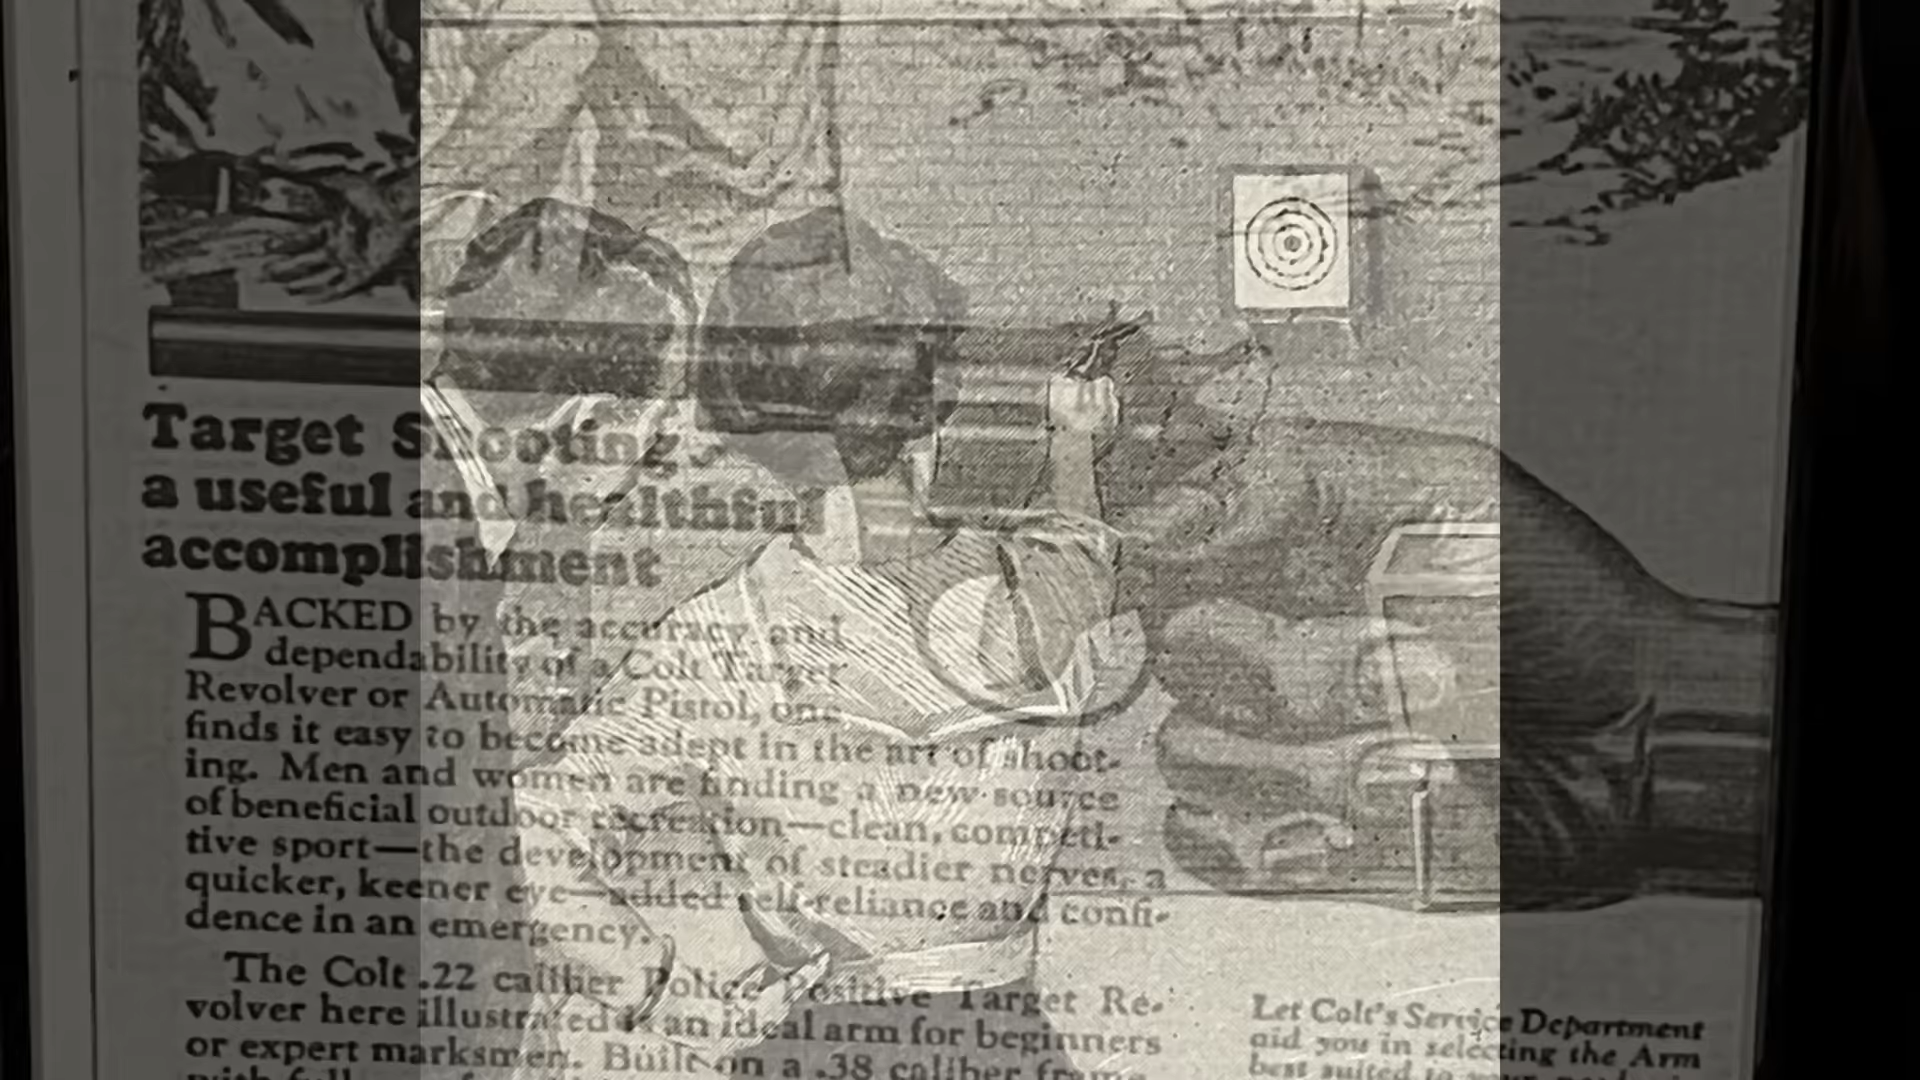 Target Shooting
a useful and healthful
accomplishment
BACKED by the accuracy and
dependability of a Colt Target
Revolver or Automatic Pistol, one
finds it easy to become adept in the art of shoot-
ing. Men and women are finding a new source
of beneficial outdoor recreation—clean, competi-
tive sport—the development of steadier nerves, a
quicker, keener eye—added self-reliance and confi-
dence in an emergency.
The Colt .22 caliber Police Positive Target Re-
volver here illustrated is an ideal arm for beginners
or expert marksmen. Built on a .38 caliber frame
Let Colt's Service Department
aid you in selecting the Arm
best suited to your